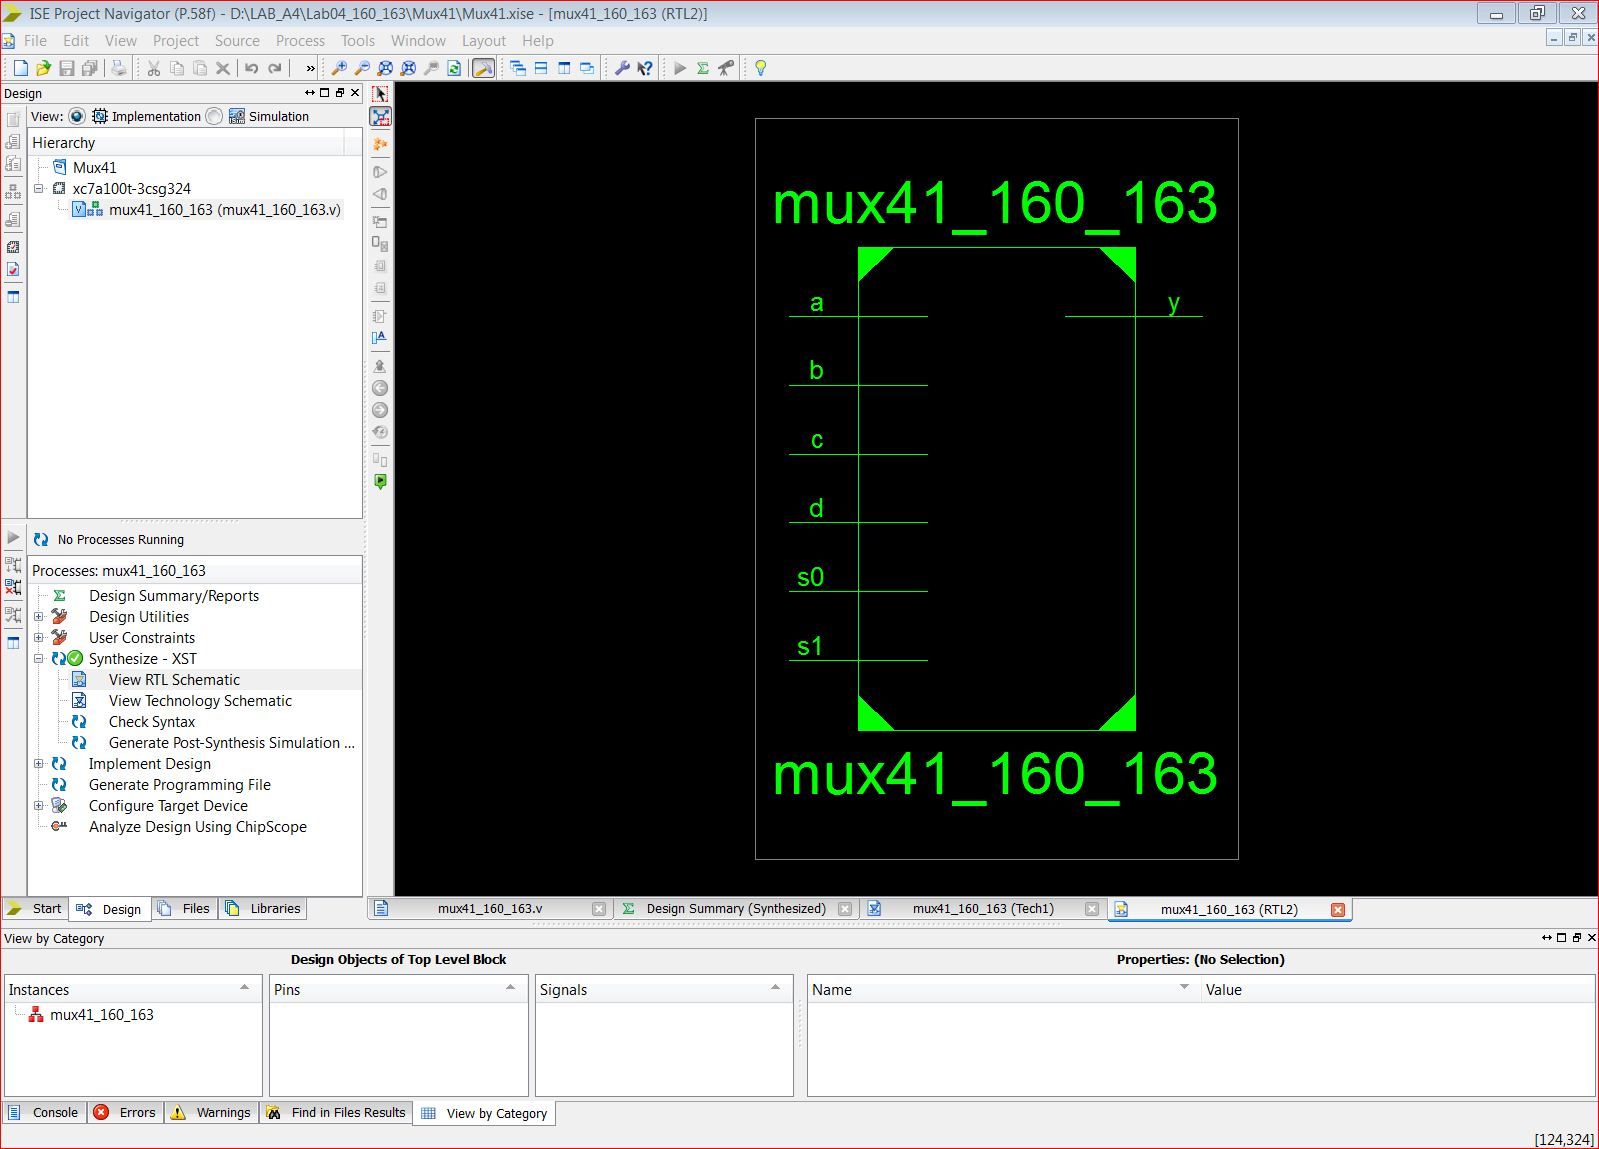 ISE Project Navigator (P.58f) - D:\LAB_A4\Lab04_160_163\Mux41\Mux41.xise - [mux41_160_163 (RTL2)]
File Edit View Project Source Process Tools Window Layout Help
»
Design
View: Implementation Simulation
Hierarchy
Mux41
xc7a100t-3csg324
mux41_160_163 (mux41_160_163.v)
No Processes Running
Processes: mux41_160_163
Design Summary/Reports
Design Utilities
User Constraints
Synthesize - XST
View RTL Schematic
View Technology Schematic
Check Syntax
Generate Post-Synthesis Simulation ...
Implement Design
Generate Programming File
Configure Target Device
Analyze Design Using ChipScope
Start Design Files Libraries
mux41_160_163
a
y
b
c
d
s0
s1
mux41_160_163
mux41_160_163.v Design Summary (Synthesized) mux41_160_163 (Tech1) mux41_160_163 (RTL2)
View by Category
Design Objects of Top Level Block Properties: (No Selection)
Instances Pins Signals Name Value
mux41_160_163
Console Errors Warnings Find in Files Results View by Category
[124,324]